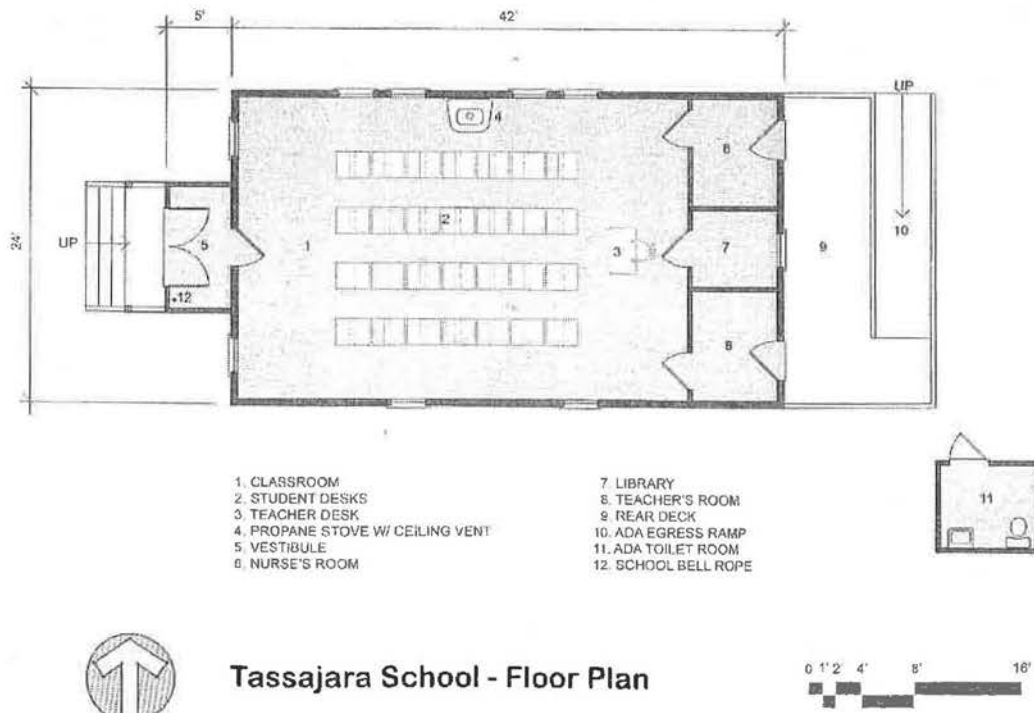 5'
42'
UP
4
6
24'
2
UP
5
1
3
7
9
10
12
8
1. CLASSROOM
2. STUDENT DESKS
3. TEACHER DESK
4. PROPANE STOVE W/ CEILING VENT
5. VESTIBULE
6. NURSE'S ROOM
7. LIBRARY
8. TEACHER'S ROOM
9. REAR DECK
10. ADA EGRESS RAMP
11. ADA TOILET ROOM
12. SCHOOL BELL ROPE
11
Tassajara School - Floor Plan
0 1' 2' 4' 8' 16'